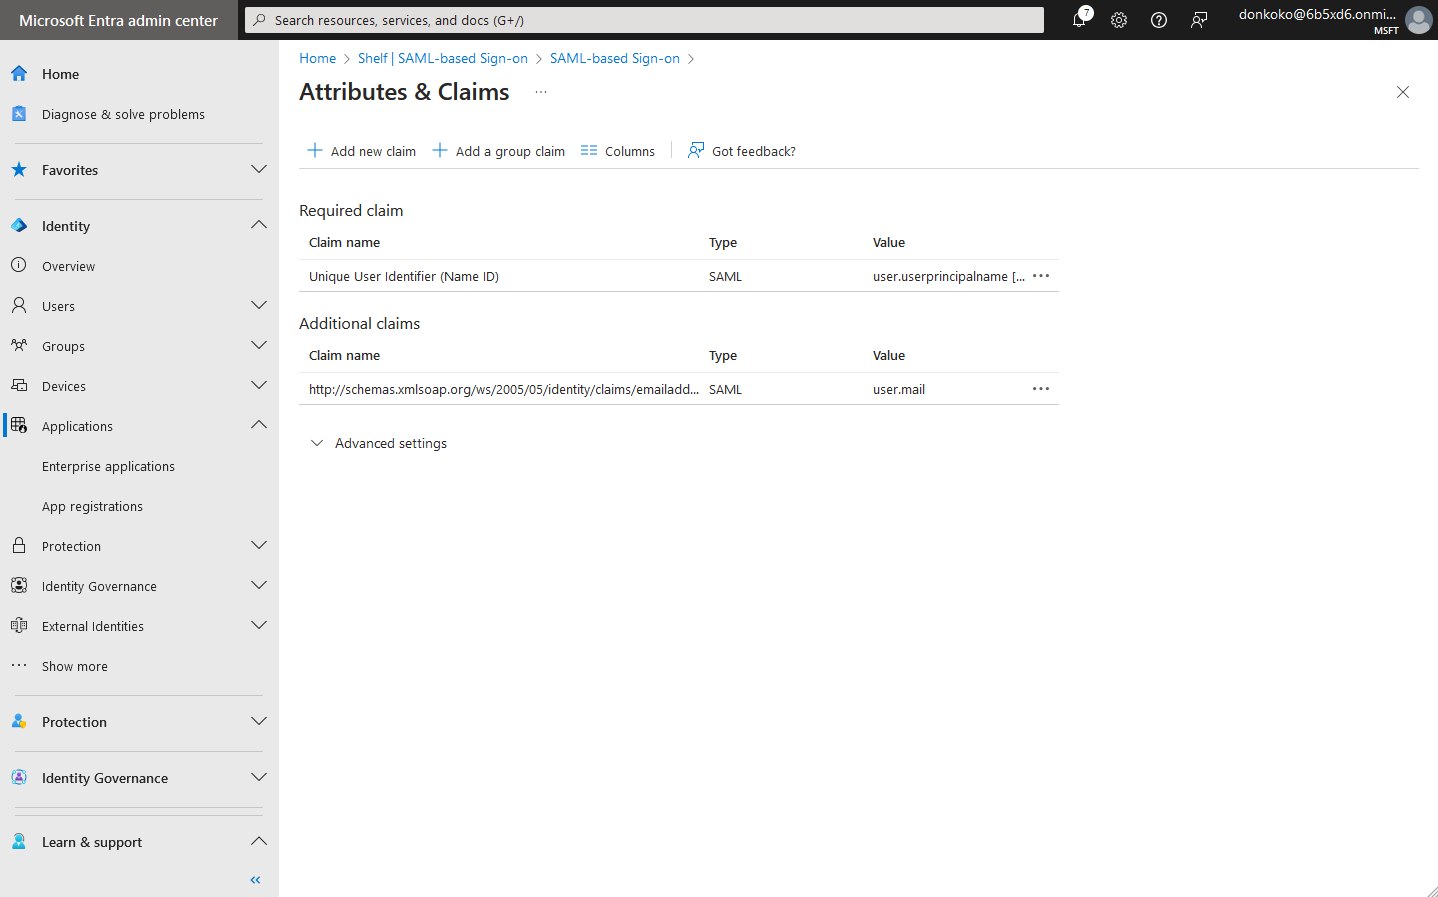 Microsoft Entra admin center
Search resources, services, and docs (G+/)
7
donkoko@6b5xd6.onmi...
MSFT
Home
Diagnose & solve problems
Favorites
Identity
Overview
Users
Groups
Devices
Applications
Enterprise applications
App registrations
Protection
Identity Governance
External Identities
Show more
Protection
Identity Governance
Learn & support
Home > Shelf | SAML-based Sign-on > SAML-based Sign-on >
Attributes & Claims ...
Add new claim
Add a group claim
Columns
Got feedback?
Required claim
Claim name Type Value
Unique User Identifier (Name ID) SAML user.userprincipalname [...
Additional claims
Claim name Type Value
http://schemas.xmlsoap.org/ws/2005/05/identity/claims/emailadd... SAML user.mail
Advanced settings